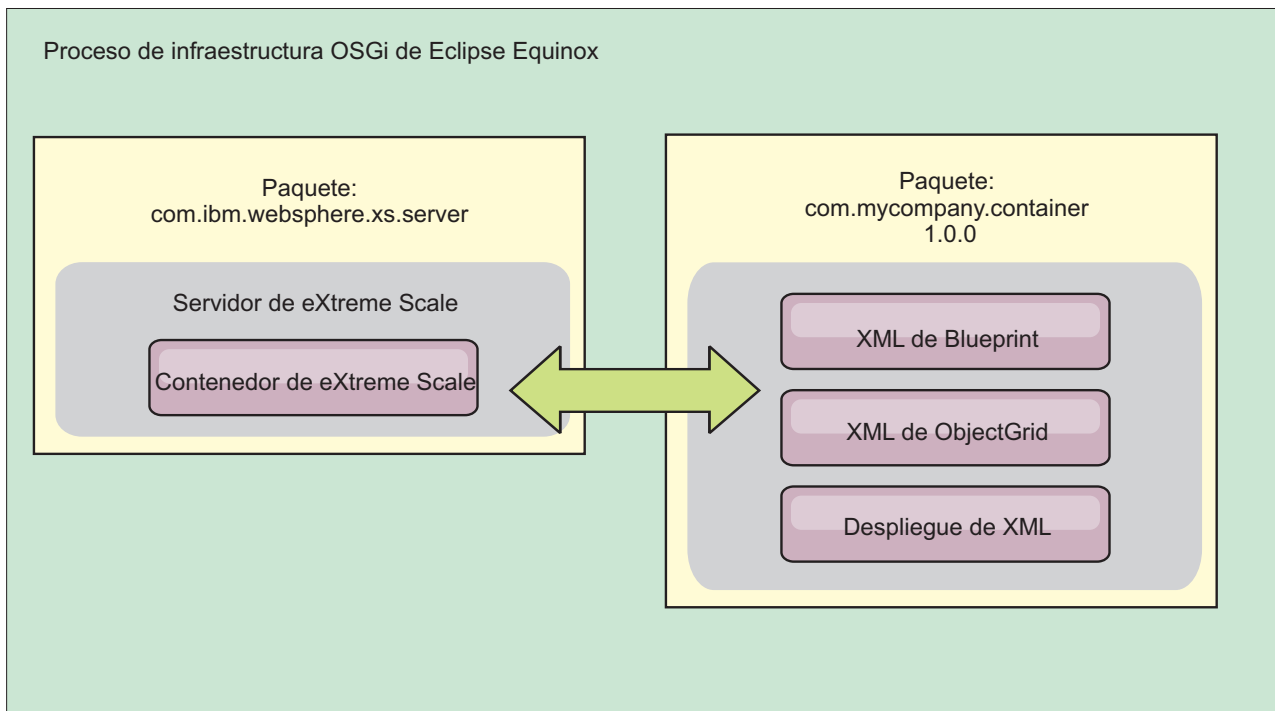 Proceso de infraestructura OSGi de Eclipse Equinox
Paquete:
com.ibm.websphere.xs.server
Servidor de eXtreme Scale
Contenedor de eXtreme Scale
Paquete:
com.mycompany.container
1.0.0
XML de Blueprint
XML de ObjectGrid
Despliegue de XML